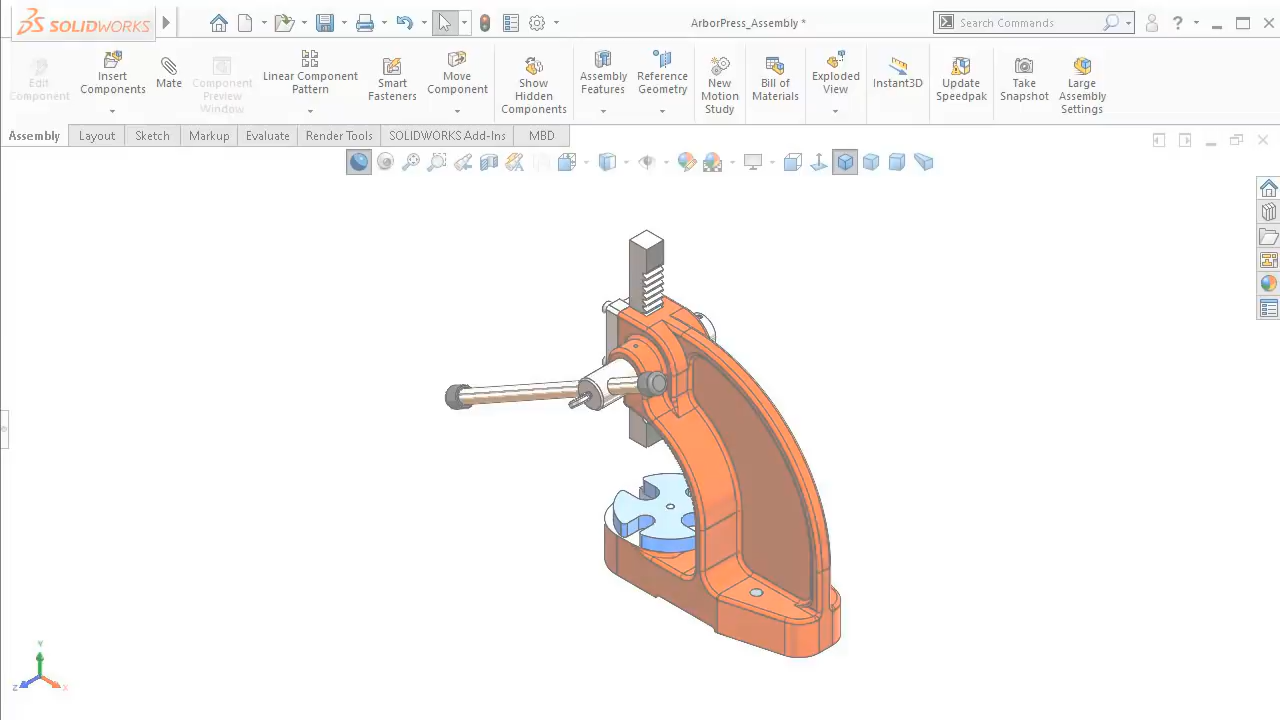 SOLIDWORKS
ArborPress_Assembly *
Search Commands
?
Edit
Component
Insert
Components
Mate
Component
Preview
Window
Linear Component
Pattern
Smart
Fasteners
Move
Component
Show
Hidden
Components
Assembly
Features
Reference
Geometry
New
Motion
Study
Bill of
Materials
Exploded
View
Instant3D
Update
Speedpak
Take
Snapshot
Large
Assembly
Settings
Assembly
Layout
Sketch
Markup
Evaluate
Render Tools
SOLIDWORKS Add-Ins
MBD
Y
Z
X